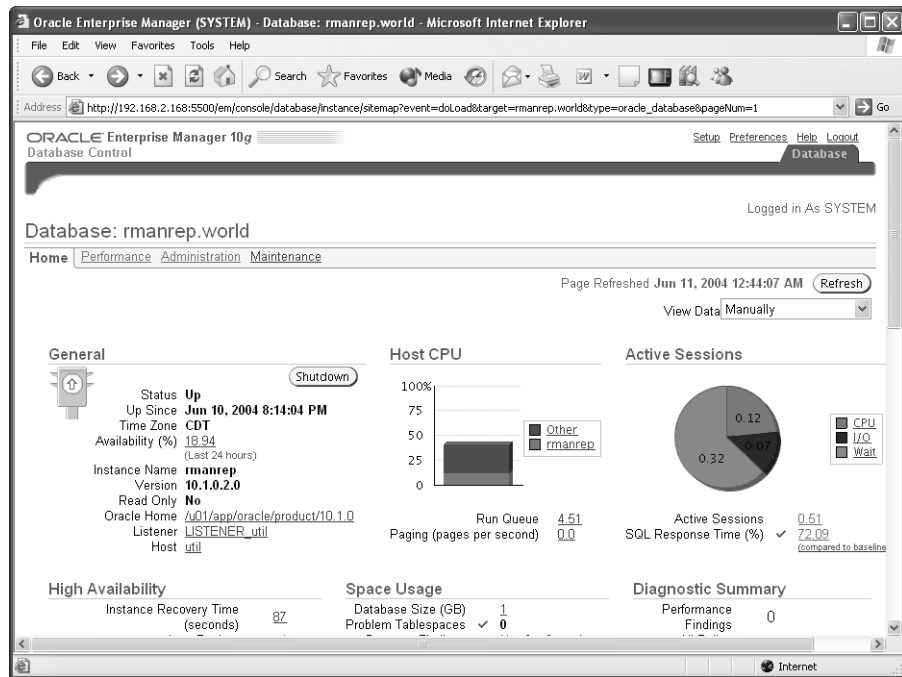 Oracle Enterprise Manager (SYSTEM) - Database: rmanrep.world - Microsoft Internet Explorer
File Edit View Favorites Tools Help
Back Search Favorites Media
Address http://192.168.2.168:5500/em/console/database/instance/sitemap?event=doLoad&target=rmanrep.world&type=oracle_database&pageNum=1 Go
ORACLE Enterprise Manager 10g
Database Control
Setup Preferences Help Logout
Database
Logged in As SYSTEM
Database: rmanrep.world
Home Performance Administration Maintenance
Page Refreshed Jun 11, 2004 12:44:07 AM Refresh
View Data Manually
General
Shutdown
Status Up
Up Since Jun 10, 2004 8:14:04 PM
Time Zone CDT
Availability (%) 18.94
(Last 24 hours)
Instance Name rmanrep
Version 10.1.0.2.0
Read Only No
Oracle Home /u01/app/oracle/product/10.1.0
Listener LISTENER_util
Host util
Host CPU
100%
75
50
25
0
Other
rmanrep
Run Queue 4.51
Paging (pages per second) 0.0
Active Sessions
0.12
0.07
0.32
CPU
I/O
Wait
Active Sessions 0.51
SQL Response Time (%) 72.09
(compared to baseline
High Availability
Instance Recovery Time
(seconds) 87
Space Usage
Database Size (GB) 1
Problem Tablespaces 0
Diagnostic Summary
Performance
Findings 0
Internet